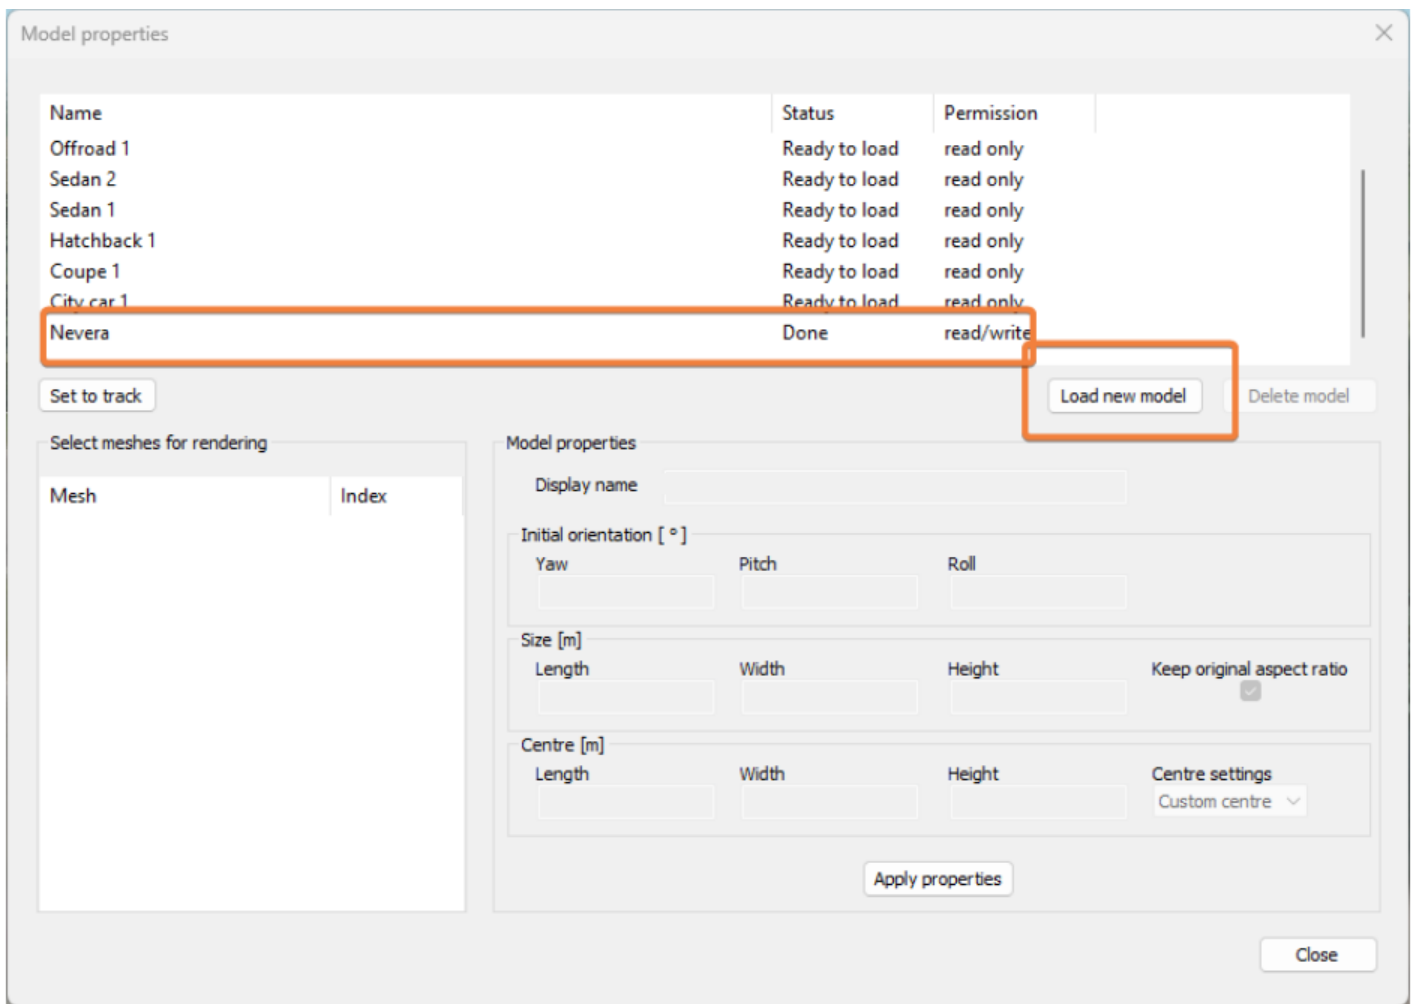 Model properties
Name Status Permission
Offroad 1 Ready to load read only
Sedan 2 Ready to load read only
Sedan 1 Ready to load read only
Hatchback 1 Ready to load read only
Coupe 1 Ready to load read only
City car 1 Ready to load read only
Nevera Done read/write
Set to track Load new model Delete model
Select meshes for rendering
Mesh Index
Model properties
Display name
Initial orientation [ ° ]
Yaw Pitch Roll
Size [m]
Length Width Height Keep original aspect ratio
Centre [m]
Length Width Height Centre settings
Custom centre
Apply properties
Close